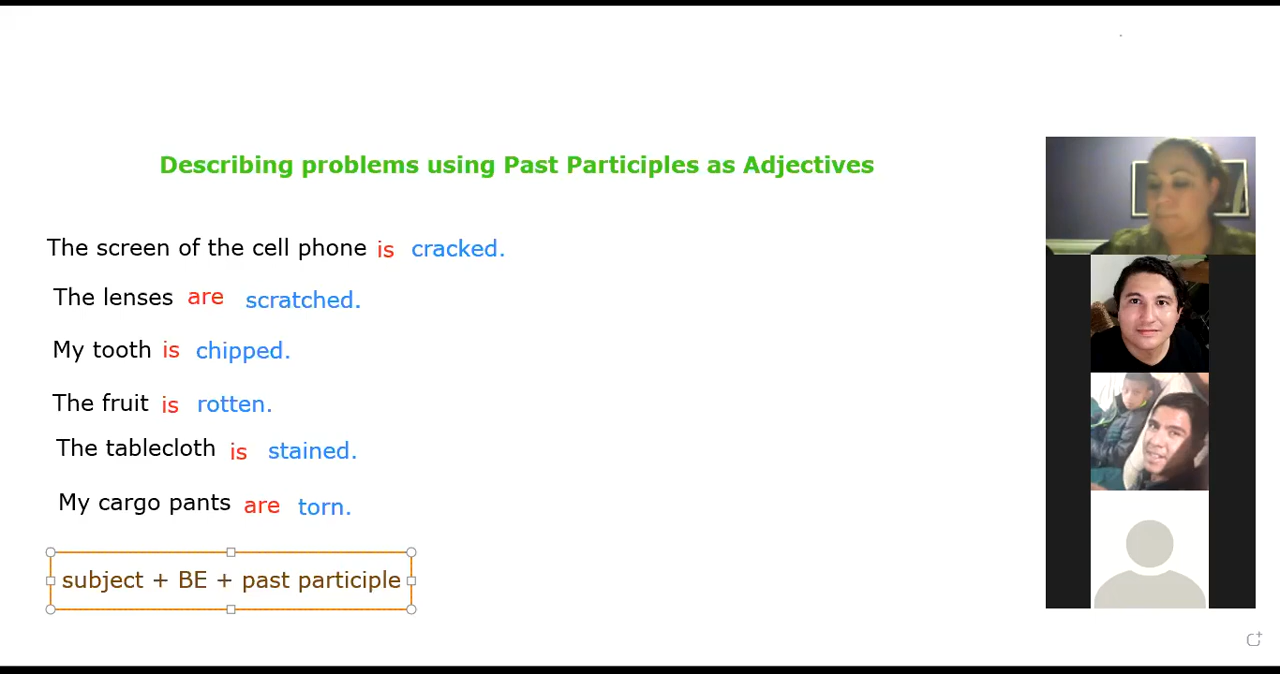 Describing problems using Past Participles as Adjectives
The screen of the cell phone is cracked.
The lenses are scratched.
My tooth is chipped.
The fruit is rotten.
The tablecloth is stained.
My cargo pants are torn.
subject + BE + past participle